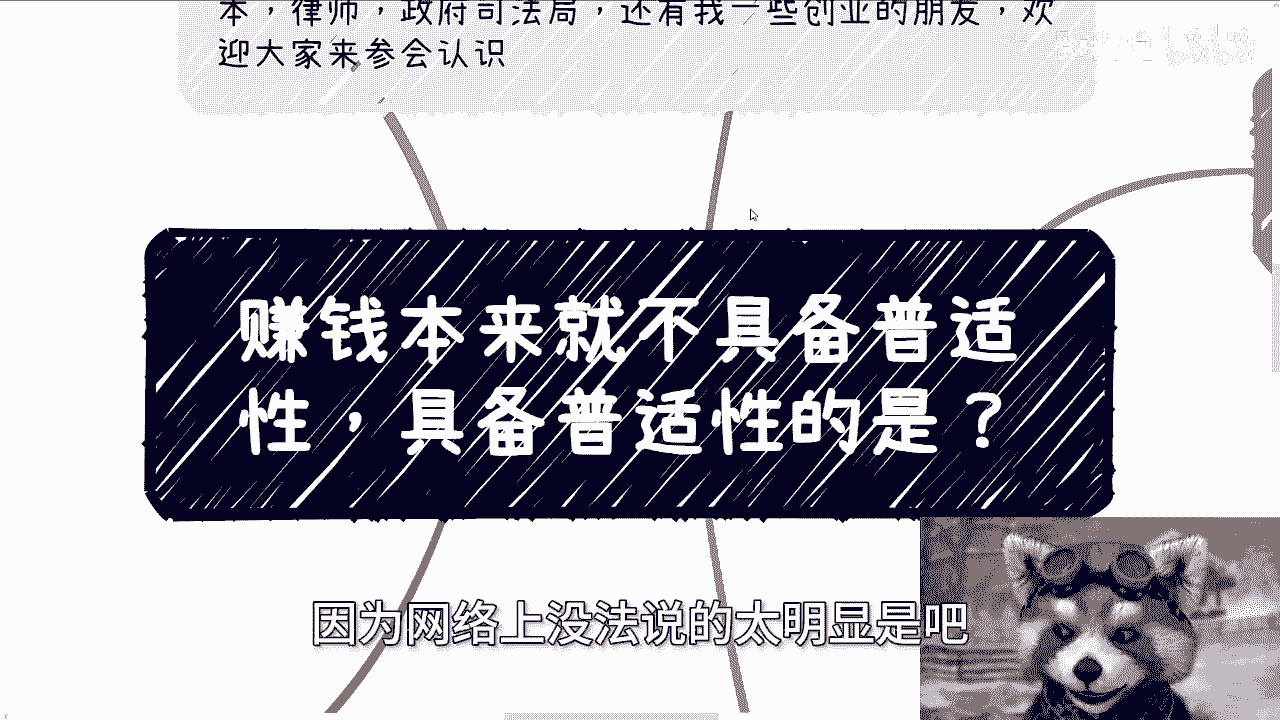 本，律师，政府司法局，还有我一些创业的朋友，欢
迎大家来参会认识
赚钱本来就不具备普适
性，具备普适性的是？
因为网络上没法说的太明显是吧